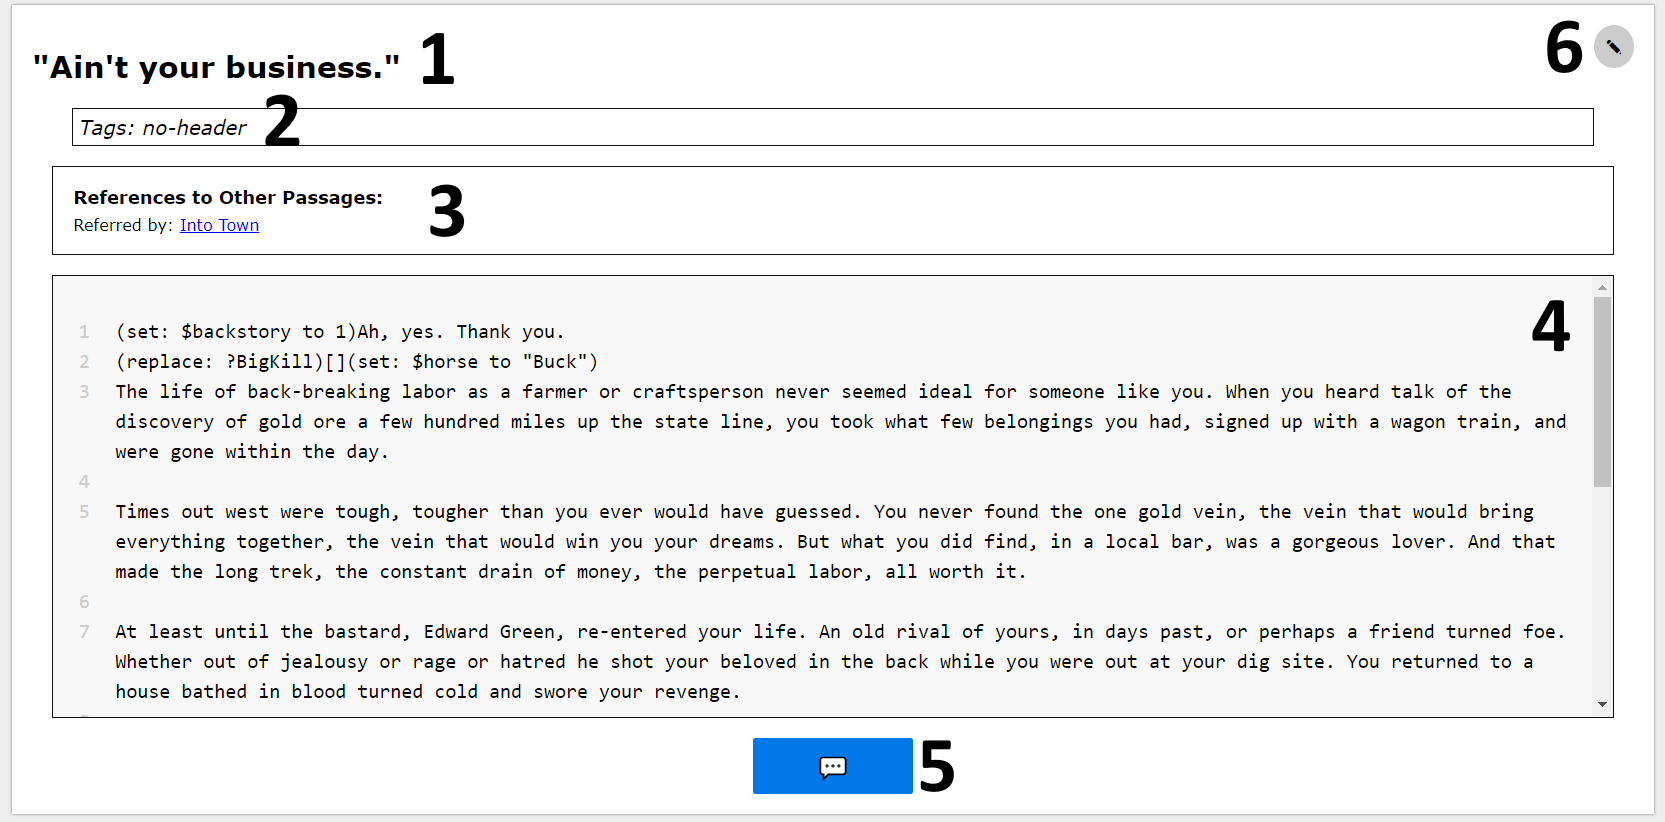 "Ain't your business." 1
6
Tags: no-header 2
References to Other Passages: 3
Referred by: Into Town
4
1 (set: $backstory to 1)Ah, yes. Thank you.
2 (replace: ?BigKill)[](set: $horse to "Buck")
3 The life of back-breaking labor as a farmer or craftsperson never seemed ideal for someone like you. When you heard talk of the
discovery of gold ore a few hundred miles up the state line, you took what few belongings you had, signed up with a wagon train, and
were gone within the day.
4
5 Times out west were tough, tougher than you ever would have guessed. You never found the one gold vein, the vein that would bring
everything together, the vein that would win you your dreams. But what you did find, in a local bar, was a gorgeous lover. And that
made the long trek, the constant drain of money, the perpetual labor, all worth it.
6
7 At least until the bastard, Edward Green, re-entered your life. An old rival of yours, in days past, or perhaps a friend turned foe.
Whether out of jealousy or rage or hatred he shot your beloved in the back while you were out at your dig site. You returned to a
house bathed in blood turned cold and swore your revenge.
5